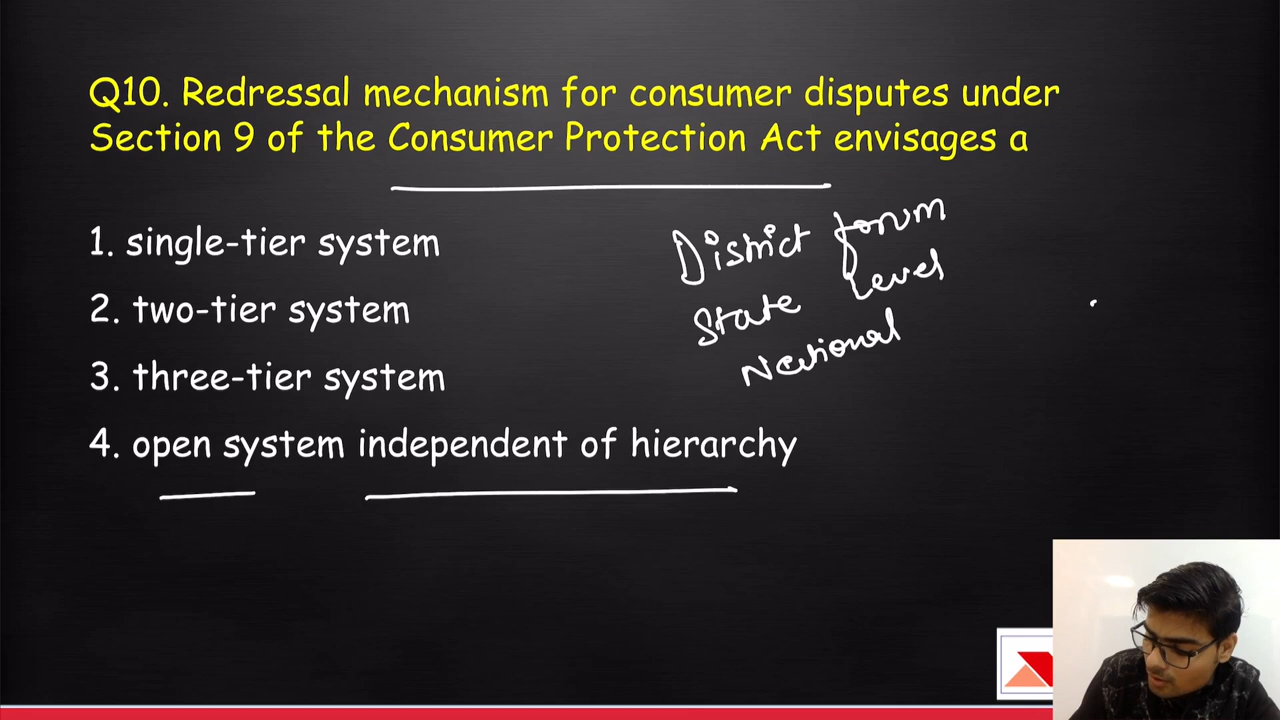 Q10. Redressal mechanism for consumer disputes under
Section 9 of the Consumer Protection Act envisages a
1. single-tier system
2. two-tier system
3. three-tier system
4. open system independent of hierarchy
District forum
State Level
National